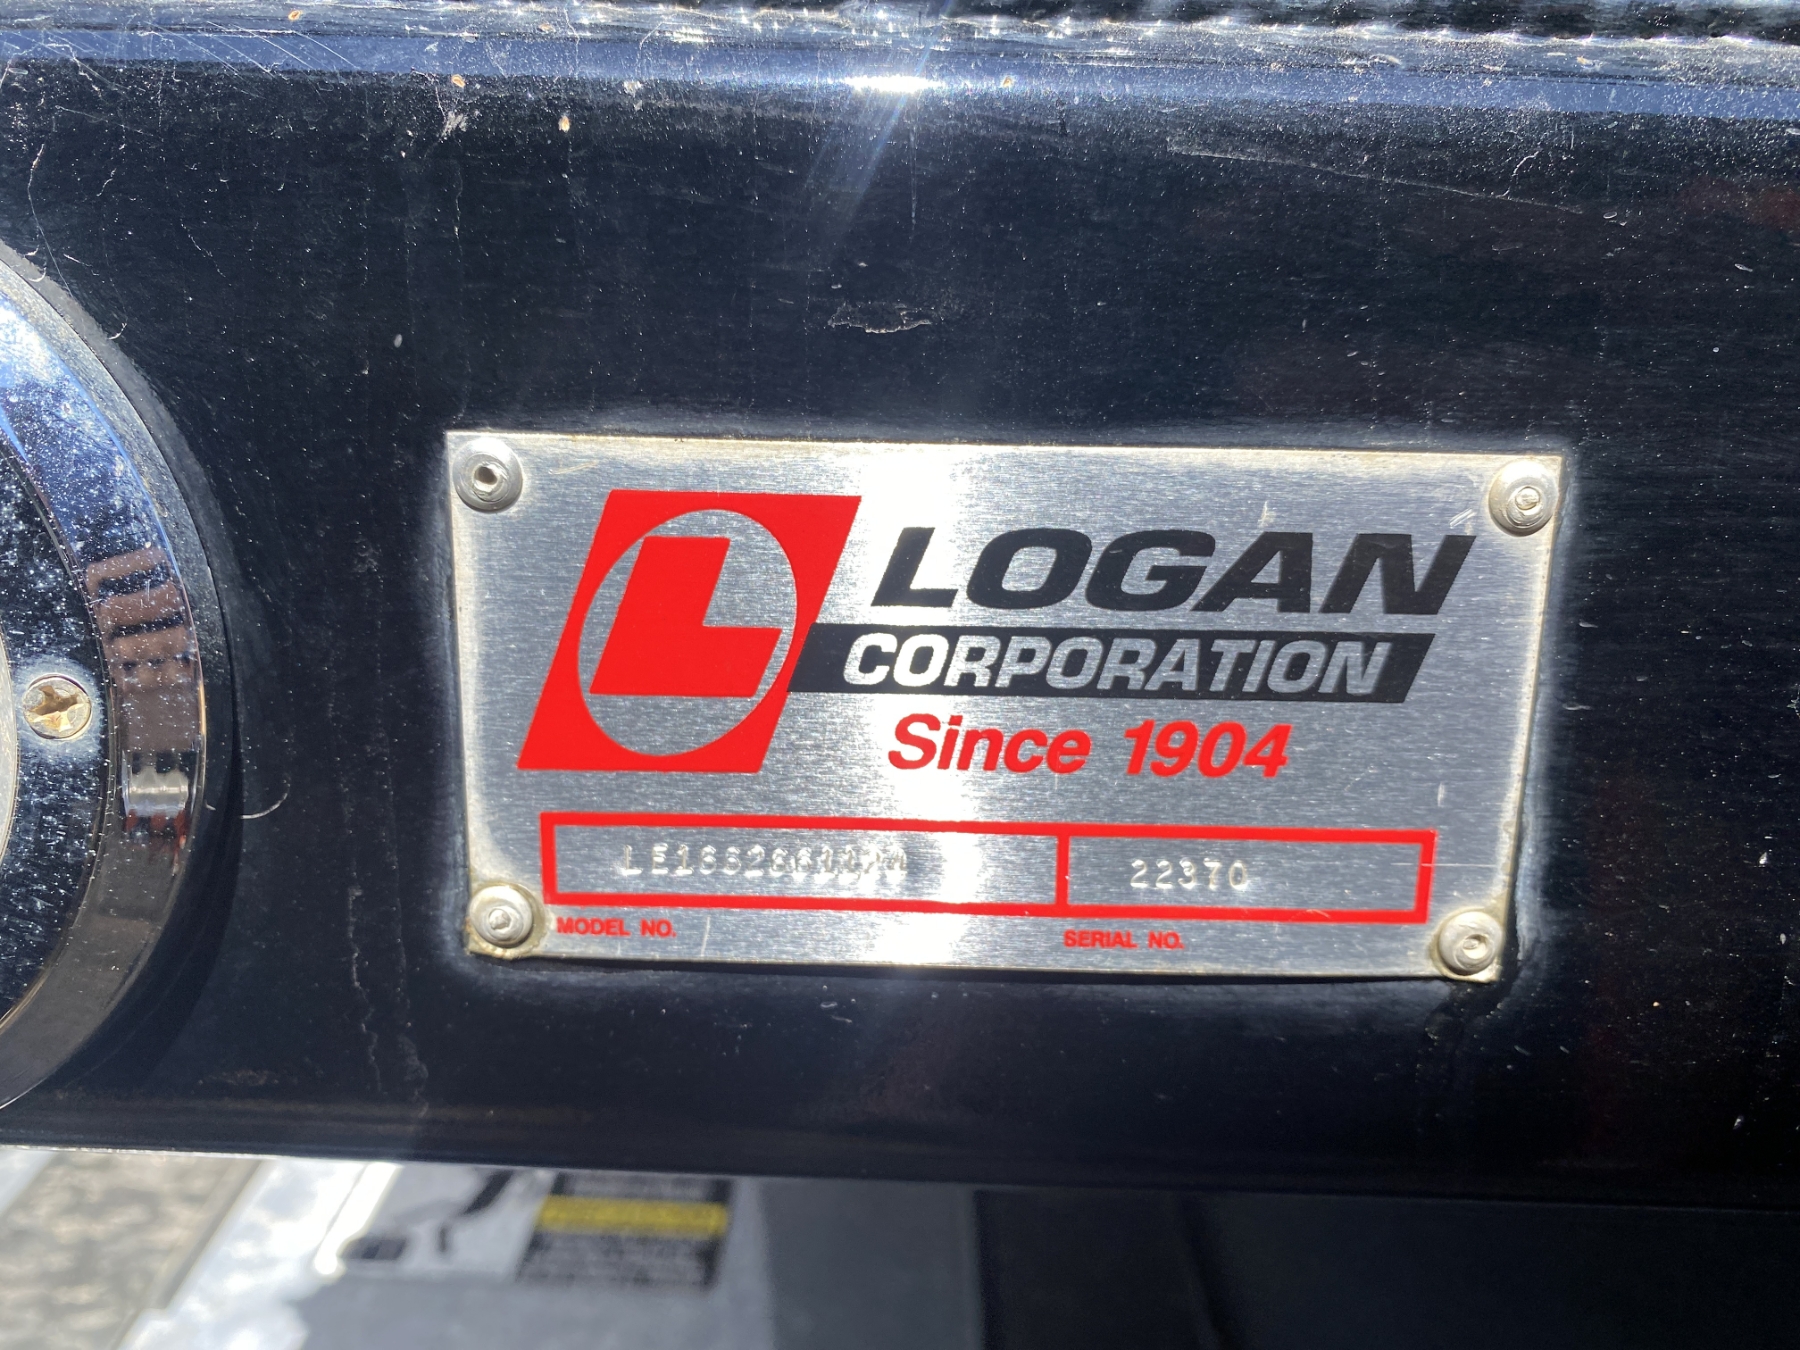 LOGAN
CORPORATION
Since 1904
22370
MODEL NO.
SERIAL NO.